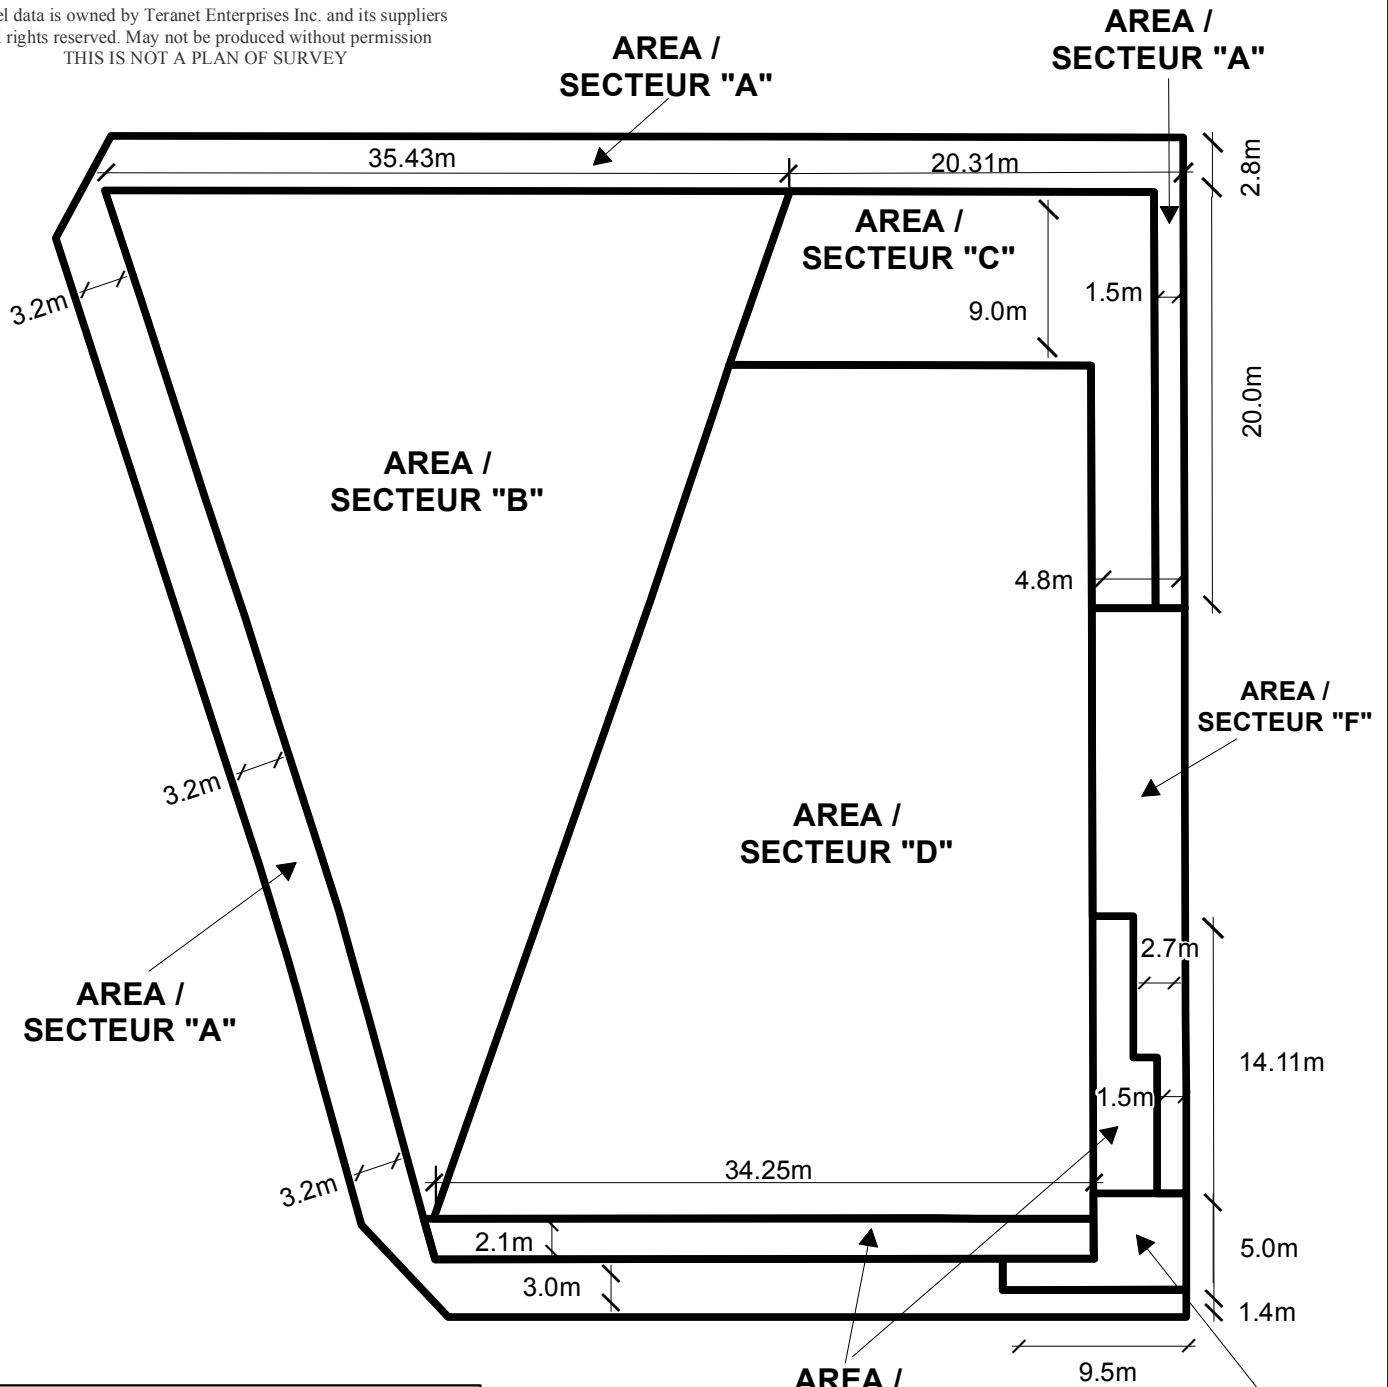 el data is owned by Teranet Enterprises Inc. and its suppliers
rights reserved. May not be produced without permission
THIS IS NOT A PLAN OF SURVEY
AREA /
SECTEUR "A"
AREA /
SECTEUR "A"
35.43m
20.31m
2.8m
AREA /
SECTEUR "C"
3.2m
9.0m
1.5m
20.0m
AREA /
SECTEUR "B"
4.8m
AREA /
SECTEUR "F"
3.2m
AREA /
SECTEUR "D"
2.7m
AREA /
SECTEUR "A"
14.11m
1.5m
3.2m
34.25m
2.1m
5.0m
3.0m
1.4m
9.5m
AREA /